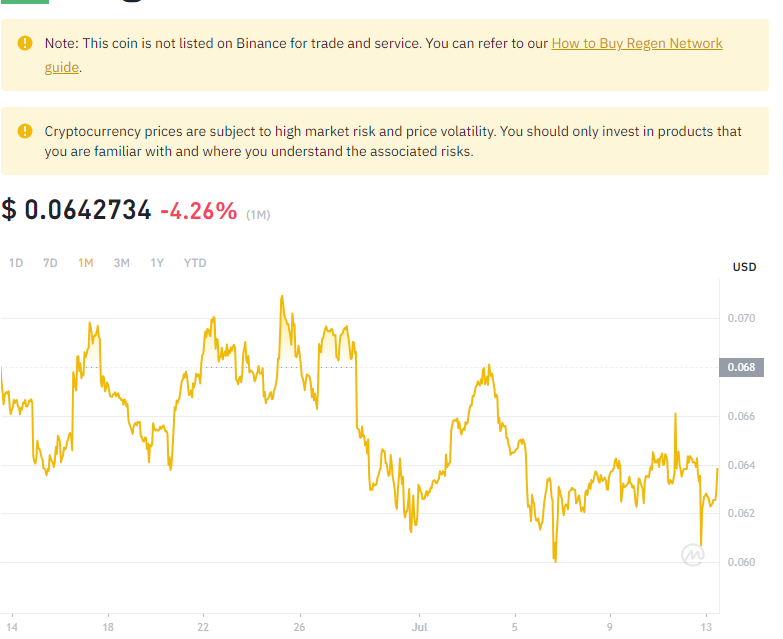 Note: This coin is not listed on Binance for trade and service. You can refer to our How to Buy Regen Network
guide.
Cryptocurrency prices are subject to high market risk and price volatility. You should only invest in products that
you are familiar with and where you understand the associated risks.
$ 0.0642734 -4.26% (1M)
1D 7D 1M 3M 1Y YTD
USD
0.070
0.068
0.066
0.064
0.062
0.060
14 18 22 26 Jul 5 9 13